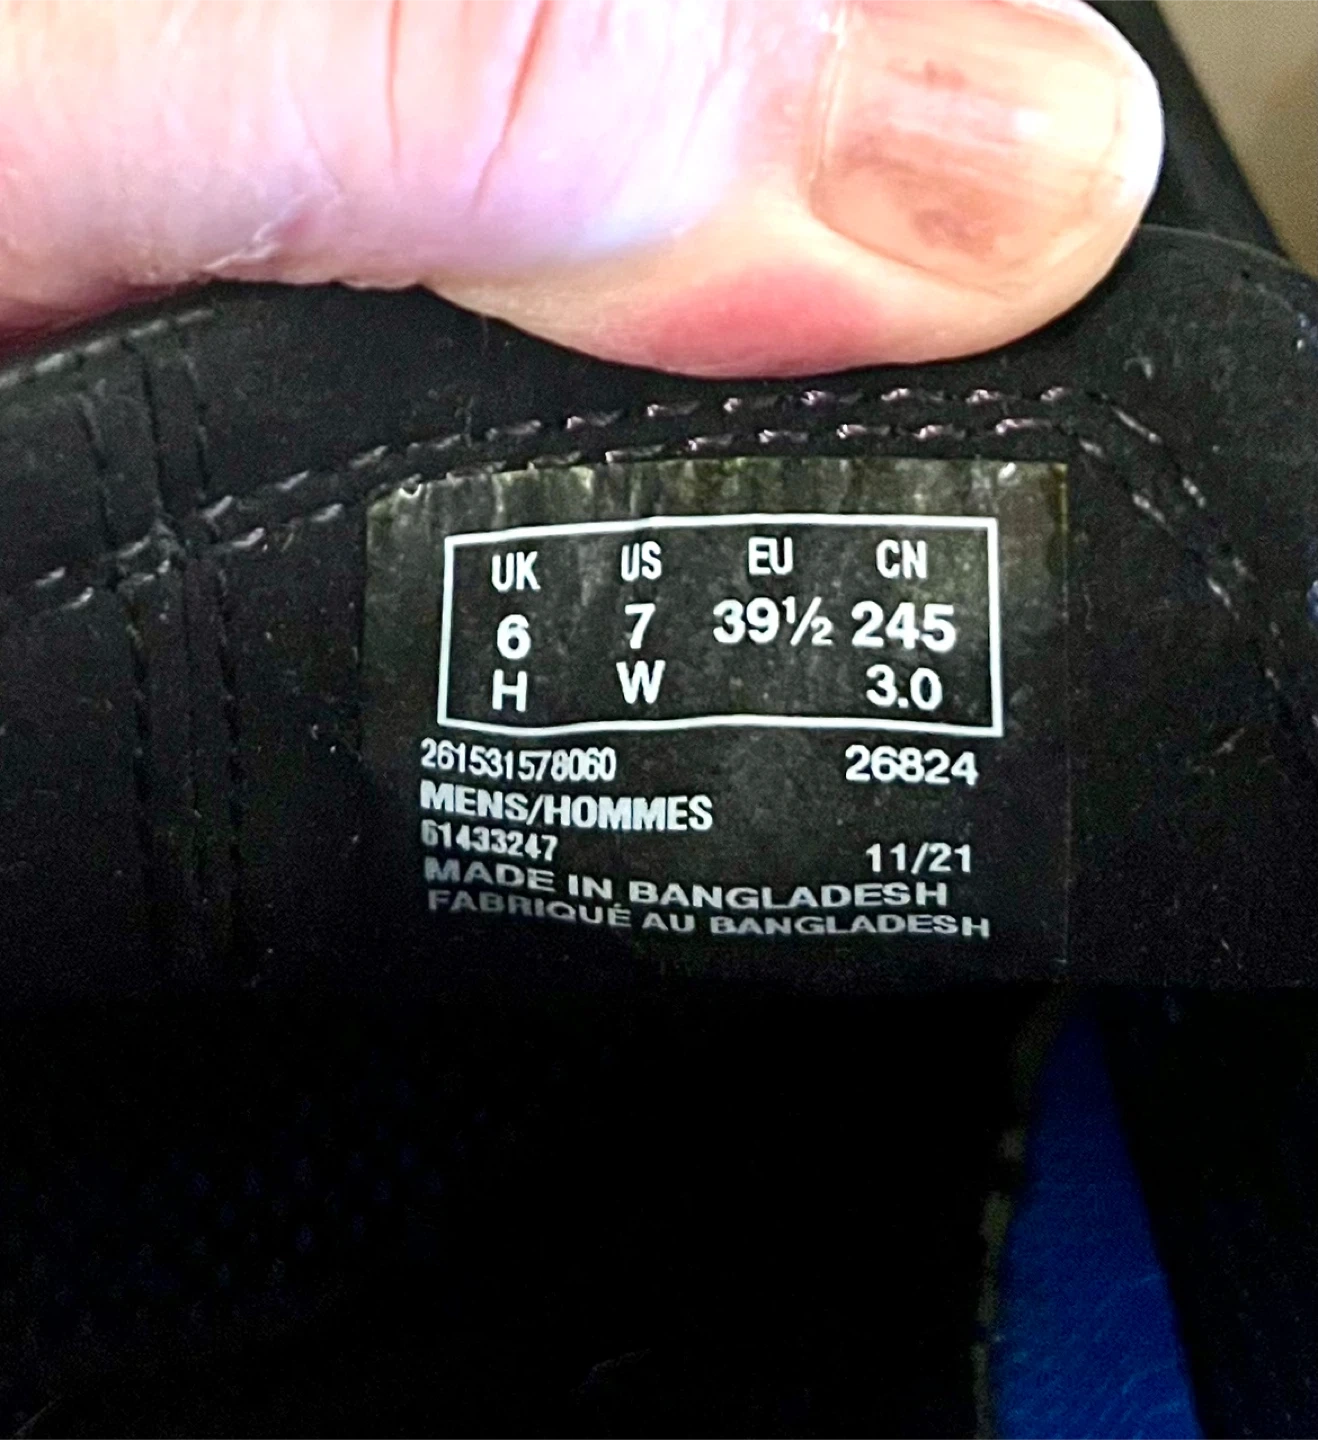 UK US EU CN
6 7 39½ 245
H W 3.0
261531578060 26824
MENS/HOMMES
61433247 11/21
MADE IN BANGLADESH
FABRIQUÉ AU BANGLADESH